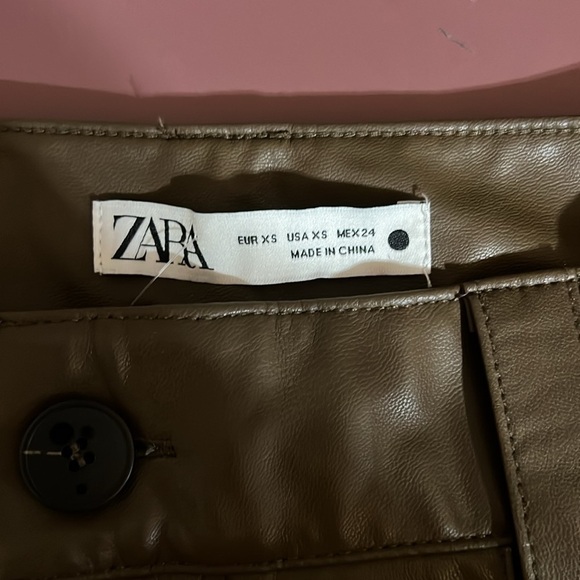 ZARA
EUR XS USA XS MEX 24
MADE IN CHINA